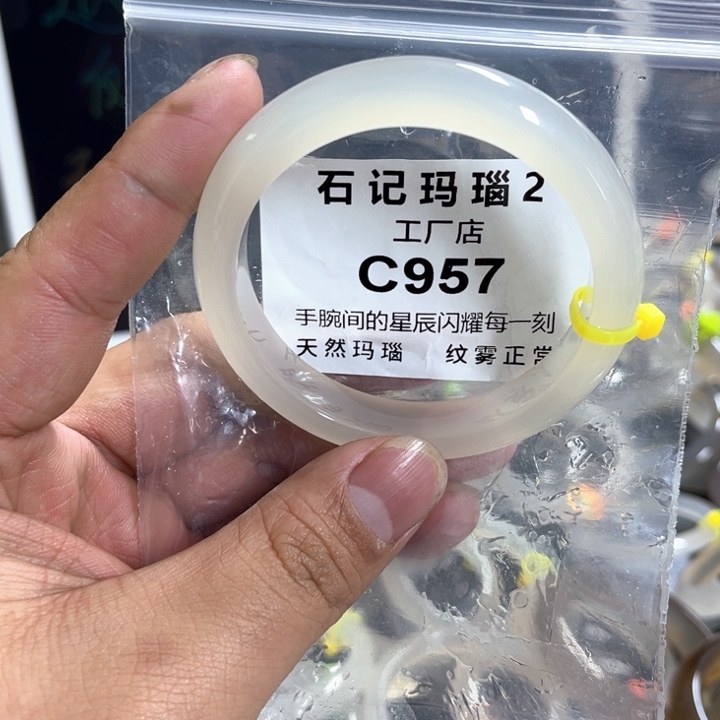 石记玛瑙2
工厂店
C957
手腕间的星辰闪耀每一刻
天然玛瑙 纹雾正常